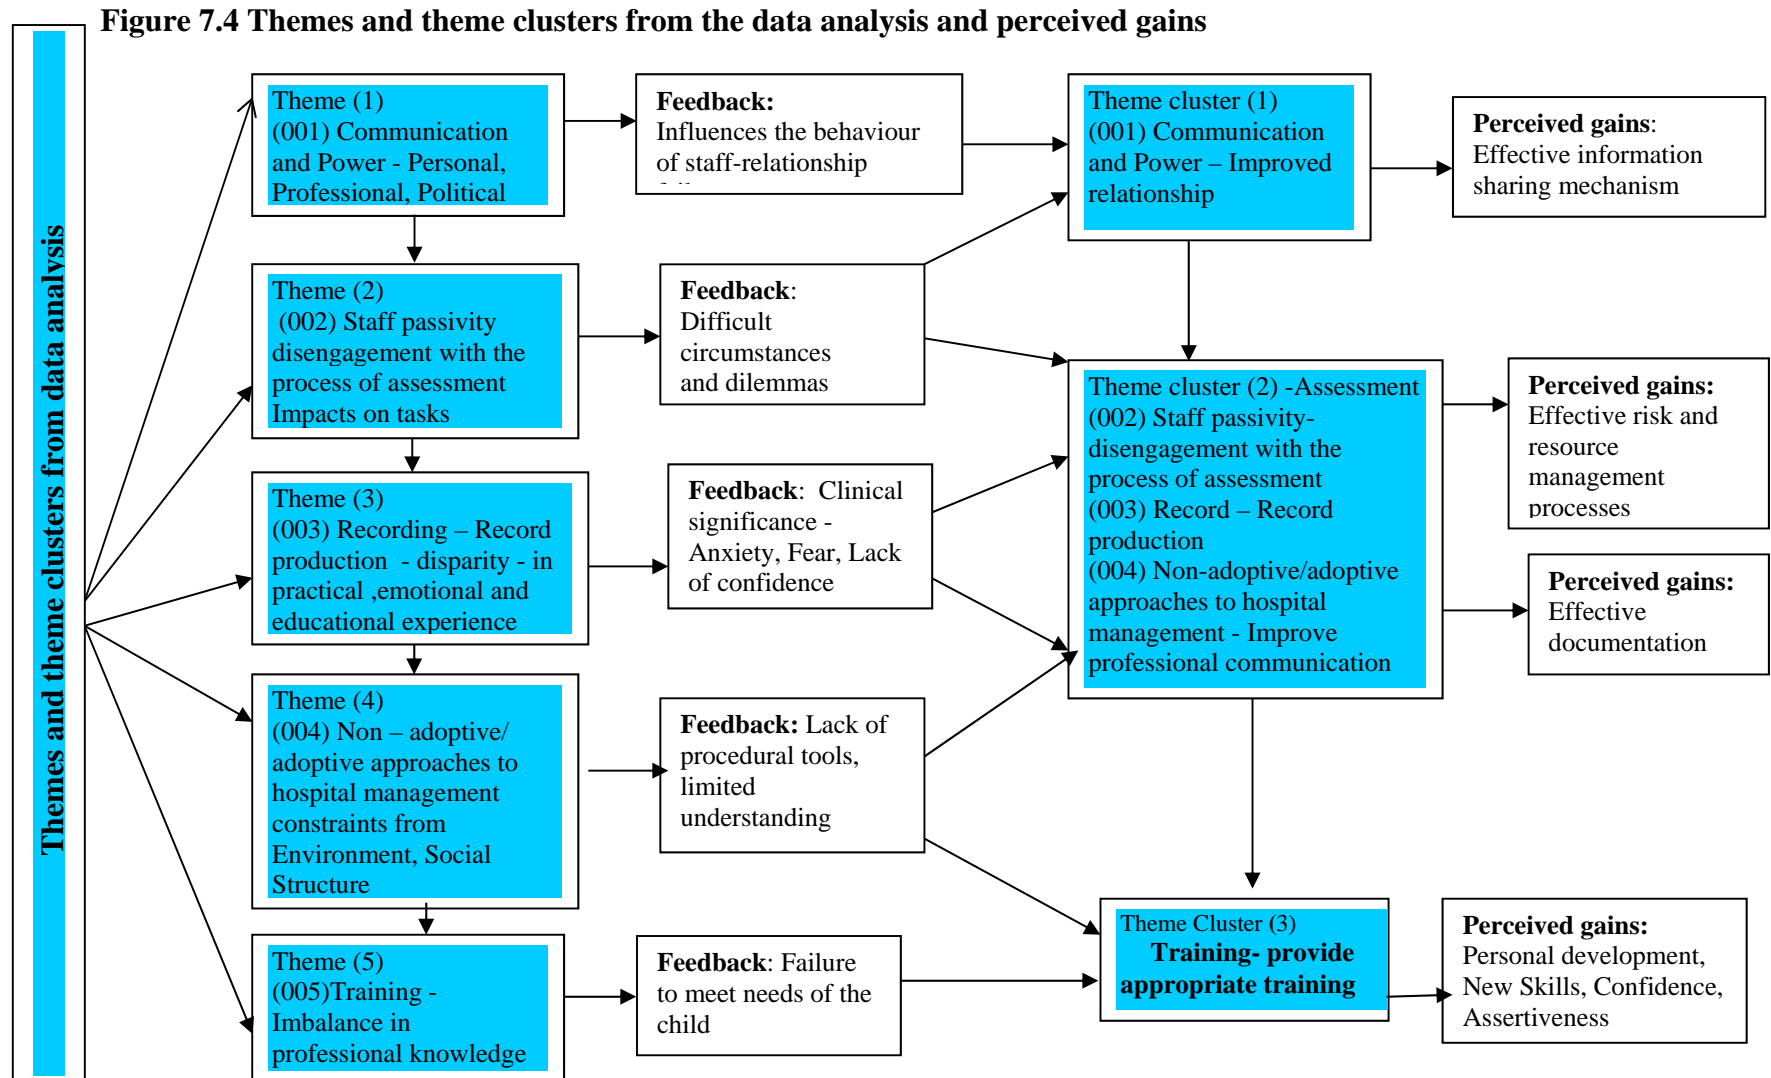 Figure 7.4 Themes and theme clusters from the data analysis and perceived gains
Themes and theme clusters from data analysis
Theme (1)
(001) Communication
and Power - Personal,
Professional, Political
Feedback:
Influences the behaviour
of staff-relationship
Theme cluster (1)
(001) Communication
and Power – Improved
relationship
Perceived gains:
Effective information
sharing mechanism
Theme (2)
(002) Staff passivity
disengagement with the
process of assessment
Impacts on tasks
Feedback:
Difficult
circumstances
and dilemmas
Theme cluster (2) -Assessment
(002) Staff passivity-
disengagement with the
process of assessment
(003) Record – Record
production
(004) Non-adoptive/adoptive
approaches to hospital
management - Improve
professional communication
Perceived gains:
Effective risk and
resource
management
processes
Perceived gains:
Effective
documentation
Theme (3)
(003) Recording – Record
production - disparity - in
practical ,emotional and
educational experience
Feedback: Clinical
significance -
Anxiety, Fear, Lack
of confidence
Theme (4)
(004) Non – adoptive/
adoptive approaches to
hospital management
constraints from
Environment, Social
Structure
Feedback: Lack of
procedural tools,
limited
understanding
Theme (5)
(005)Training -
Imbalance in
professional knowledge
Feedback: Failure
to meet needs of the
child
Theme Cluster (3)
Training- provide
appropriate training
Perceived gains:
Personal development,
New Skills, Confidence,
Assertiveness